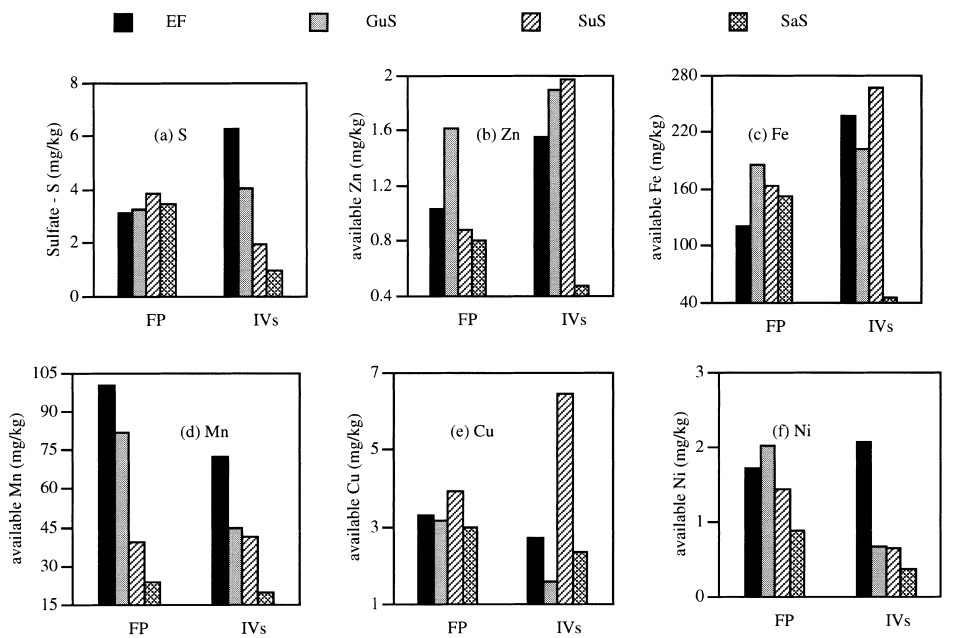 EF GuS SuS SaS
8
6
4
2
0
Sulfate - S (mg/kg)
(a) S
FP IVs
2
1.6
1.2
0.8
0.4
available Zn (mg/kg)
(b) Zn
FP IVs
280
220
160
100
40
available Fe (mg/kg)
(c) Fe
FP IVs
105
90
75
60
45
30
15
available Mn (mg/kg)
(d) Mn
FP IVs
7
5
3
1
available Cu (mg/kg)
(e) Cu
FP IVs
3
2
1
0
available Ni (mg/kg)
(f) Ni
FP IVs